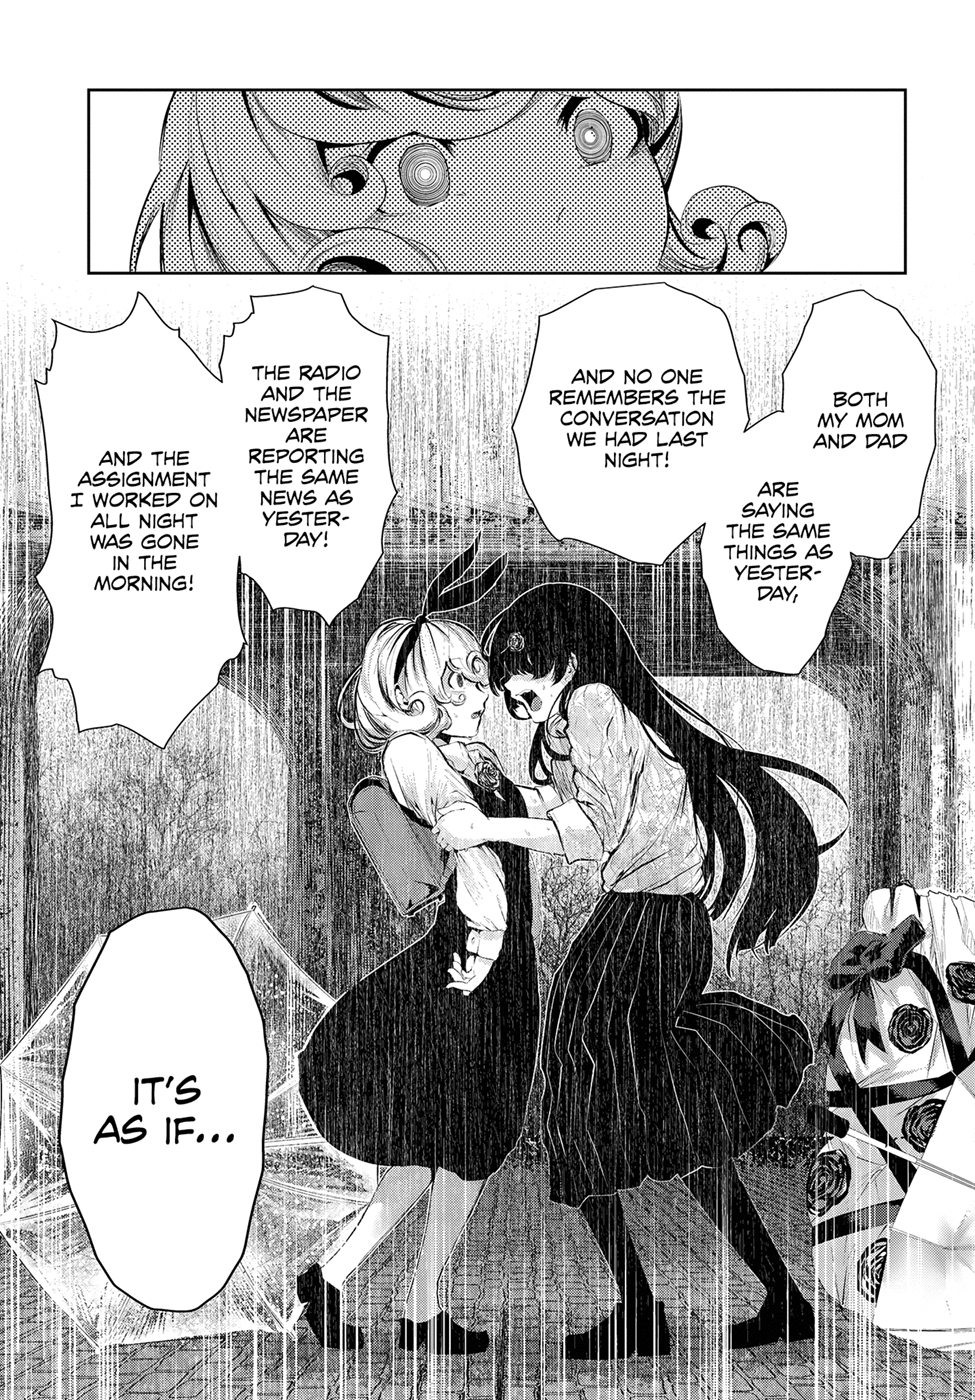 BOTH
MY MOM
AND DAD
ARE
SAYING
THE SAME
THINGS AS
YESTER-
DAY,
AND NO ONE
REMEMBERS THE
CONVERSATION
WE HAD LAST
NIGHT!
THE RADIO
AND THE
NEWSPAPER
ARE
REPORTING
THE SAME
NEWS AS
YESTER-
DAY!
AND THE
ASSIGNMENT
I WORKED ON
ALL NIGHT
WAS GONE
IN THE
MORNING!
IT'S
AS IF...